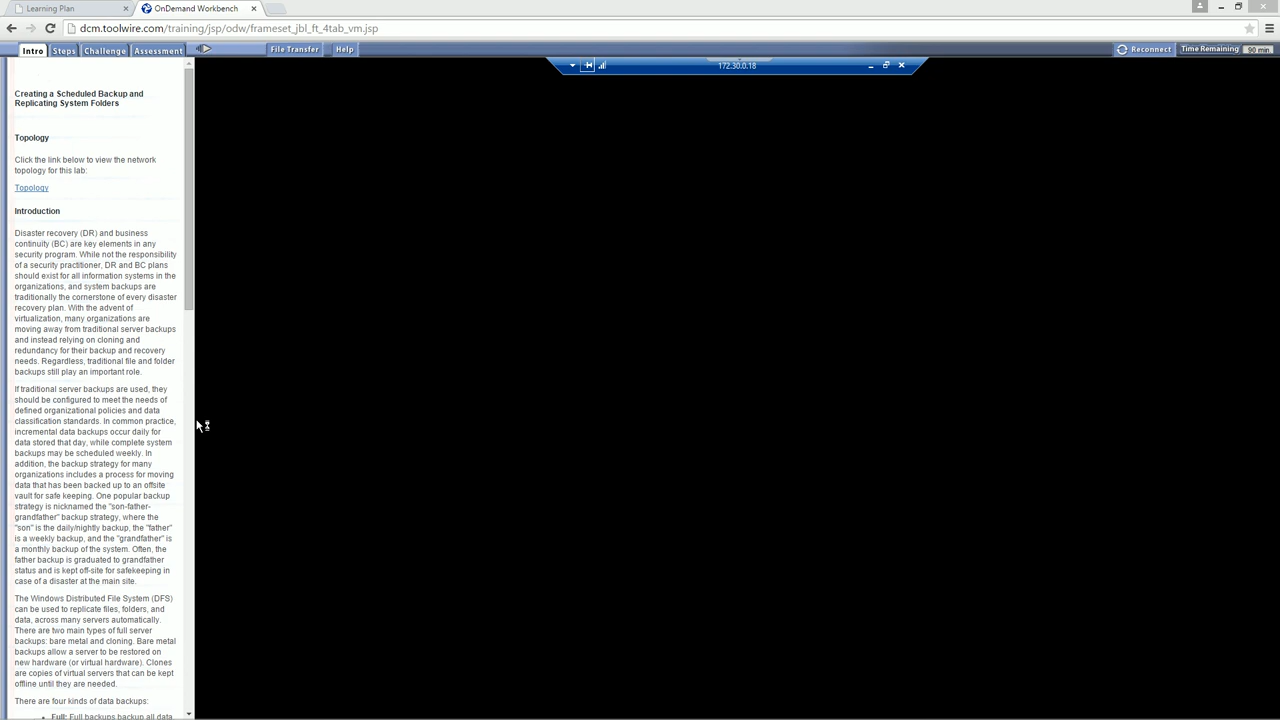 Learning Plan
OnDemand Workbench
dcm.toolwire.com/training/jsp/odw/frameset_jbl_ft_4tab_vm.jsp
Intro Steps Challenge Assessment File Transfer Help Reconnect Time Remaining 90 min
172.30.0.18
Creating a Scheduled Backup and
Replicating System Folders
Topology
Click the link below to view the network
topology for this lab:
Topology
Introduction
Disaster recovery (DR) and business
continuity (BC) are key elements in any
security program. While not the responsibility
of a security practitioner, DR and BC plans
should exist for all information systems in the
organizations, and system backups are
traditionally the cornerstone of every disaster
recovery plan. With the advent of
virtualization, many organizations are
moving away from traditional server backups
and instead relying on cloning and
redundancy for their backup and recovery
needs. Regardless, traditional file and folder
backups still play an important role.
If traditional server backups are used, they
should be configured to meet the needs of
defined organizational policies and data
classification standards. In common practice,
incremental data backups occur daily for
data stored that day, while complete system
backups may be scheduled weekly. In
addition, the backup strategy for many
organizations includes a process for moving
data that has been backed up to an offsite
vault for safe keeping. One popular backup
strategy is nicknamed the "son-father-
grandfather" backup strategy, where the
"son" is the daily/nightly backup, the "father"
is a weekly backup, and the "grandfather" is
a monthly backup of the system. Often, the
father backup is graduated to grandfather
status and is kept off-site for safekeeping in
case of a disaster at the main site.
The Windows Distributed File System (DFS)
can be used to replicate files, folders, and
data, across many servers automatically.
There are two main types of full server
backups: bare metal and cloning. Bare metal
backups allow a server to be restored on
new hardware (or virtual hardware). Clones
are copies of virtual servers that can be kept
offline until they are needed.
There are four kinds of data backups:
• Full: Full backups backup all data